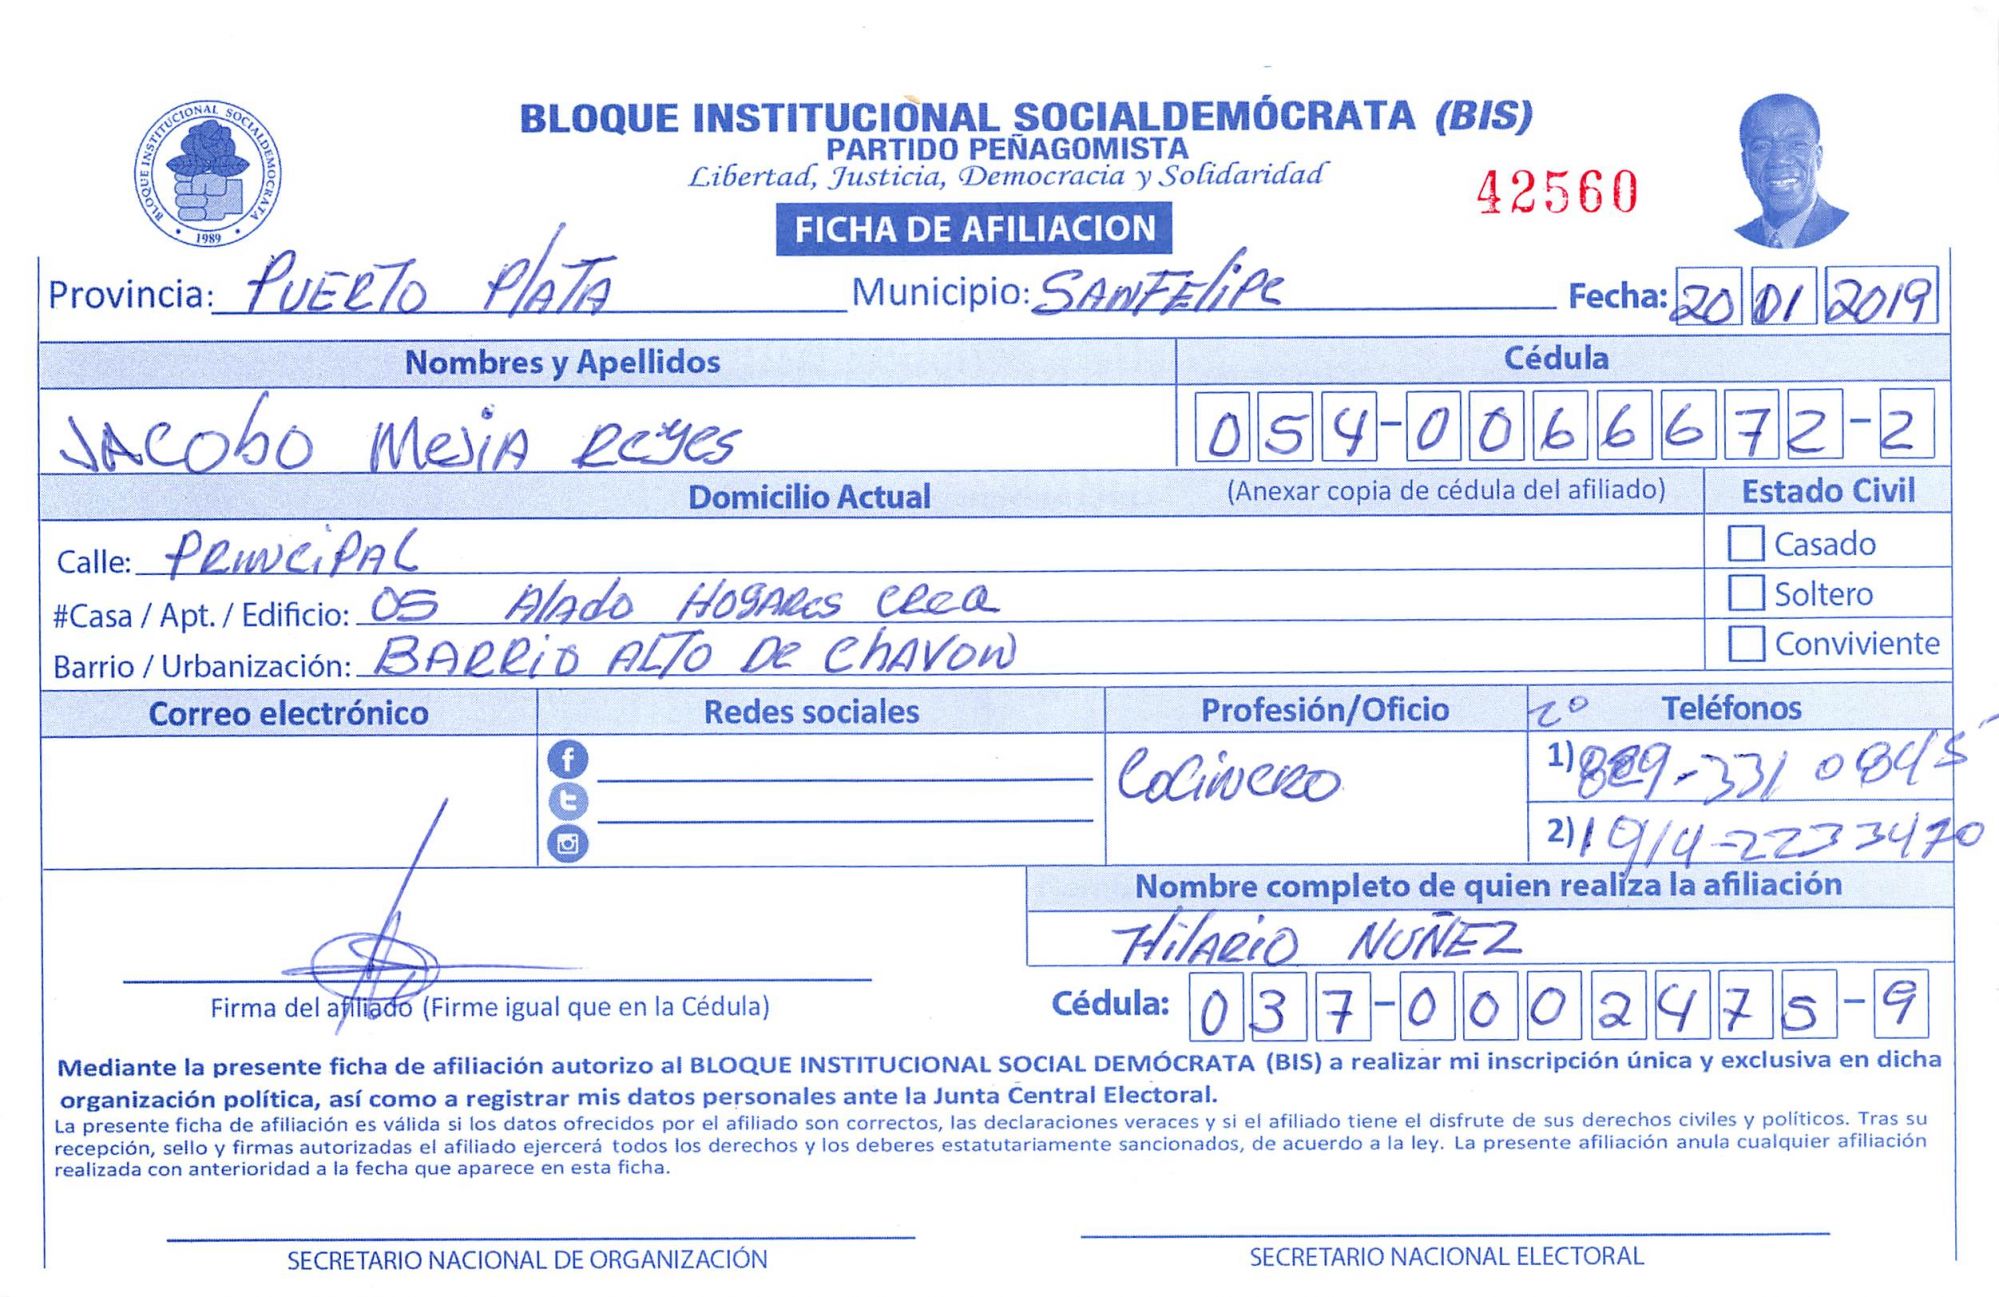 BLOQUE INSTITUCIONAL SOCIALDEMOCRATA
1989
BLOQUE INSTITUCIONAL SOCIALDEMÓCRATA (BIS)
PARTIDO PEÑAGOMISTA
Libertad, Justicia, Democracia y Solidaridad
42560
FICHA DE AFILIACION
Provincia: PUERTO PlATA Municipio: SANFElipe Fecha: 20 01 2019
Nombres y Apellidos Cédula
JACobo MeJiA Reyes 054-0066672-2
Domicilio Actual (Anexar copia de cédula del afiliado) Estado Civil
Calle: PRiNCiPAL Casado
#Casa / Apt. / Edificio: 05 AlAdo HOgARes CReA Soltero
Barrio / Urbanización: BARRiO ALTO De ChAVON Conviviente
Correo electrónico Redes sociales Profesión/Oficio 2º Teléfonos
CoCiNeRO 1) 829-331 0845
2) 1914-2233470
Nombre completo de quien realiza la afiliación
HilARiO NUÑEZ
Firma del afiliado (Firme igual que en la Cédula) Cédula: 037-0002475-9
Mediante la presente ficha de afiliación autorizo al BLOQUE INSTITUCIONAL SOCIAL DEMÓCRATA (BIS) a realizar mi inscripción única y exclusiva en dicha
organización política, así como a registrar mis datos personales ante la Junta Central Electoral.
La presente ficha de afiliación es válida si los datos ofrecidos por el afiliado son correctos, las declaraciones veraces y si el afiliado tiene el disfrute de sus derechos civiles y políticos. Tras su
recepción, sello y firmas autorizadas el afiliado ejercerá todos los derechos y los deberes estatutariamente sancionados, de acuerdo a la ley. La presente afiliación anula cualquier afiliación
realizada con anterioridad a la fecha que aparece en esta ficha.
SECRETARIO NACIONAL DE ORGANIZACIÓN SECRETARIO NACIONAL ELECTORAL